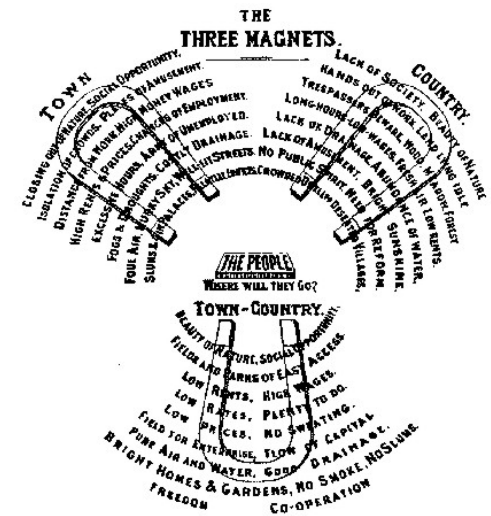 THE
THREE MAGNETS.
TOWN
CLOSING OUT OF NATURE. SOCIAL OPPORTUNITY.
ISOLATION OF CROWDS. PLACES OF AMUSEMENT.
DISTANCE FROM WORK. HIGH MONEY WAGES
HIGH RENTS & PRICES. CHANCES OF EMPLOYMENT.
EXCESSIVE HOURS. ARMY OF UNEMPLOYED.
FOGS & DROUGHTS. COSTLY DRAINAGE.
FOUL AIR. MURKY SKY. WELL-LIT STREETS.
SLUMS & GIN PALACES. EDIFICES.
COUNTRY.
LACK OF SOCIETY. BEAUTY OF NATURE
HANDS OUT OF WORK. LAND LYING IDLE
TRESPASSERS BEWARE. WOOD, MEADOW, FOREST
LONG HOURS LOW WAGES. FRESH AIR LOW RENTS.
LACK OF DRAINAGE. ABUNDANCE OF WATER.
LACK OF AMUSEMENT. BRIGHT SUNSHINE.
NO PUBLIC SPIRIT. NEED FOR REFORM.
CROWDED DWELLINGS. DESERTED VILLAGES.
THE PEOPLE
WHERE WILL THEY GO?
TOWN-COUNTRY.
BEAUTY OF NATURE, SOCIAL OPPORTUNITY.
FIELDS AND PARKS OF EASY ACCESS.
LOW RENTS, HIGH WAGES.
LOW RATES, PLENTY TO DO.
LOW PRICES, NO SWEATING.
FIELD FOR ENTERPRISE, FLOW OF CAPITAL
PURE AIR AND WATER, GOOD DRAINAGE.
BRIGHT HOMES & GARDENS, NO SMOKE, NO SLUMS.
FREEDOM CO-OPERATION